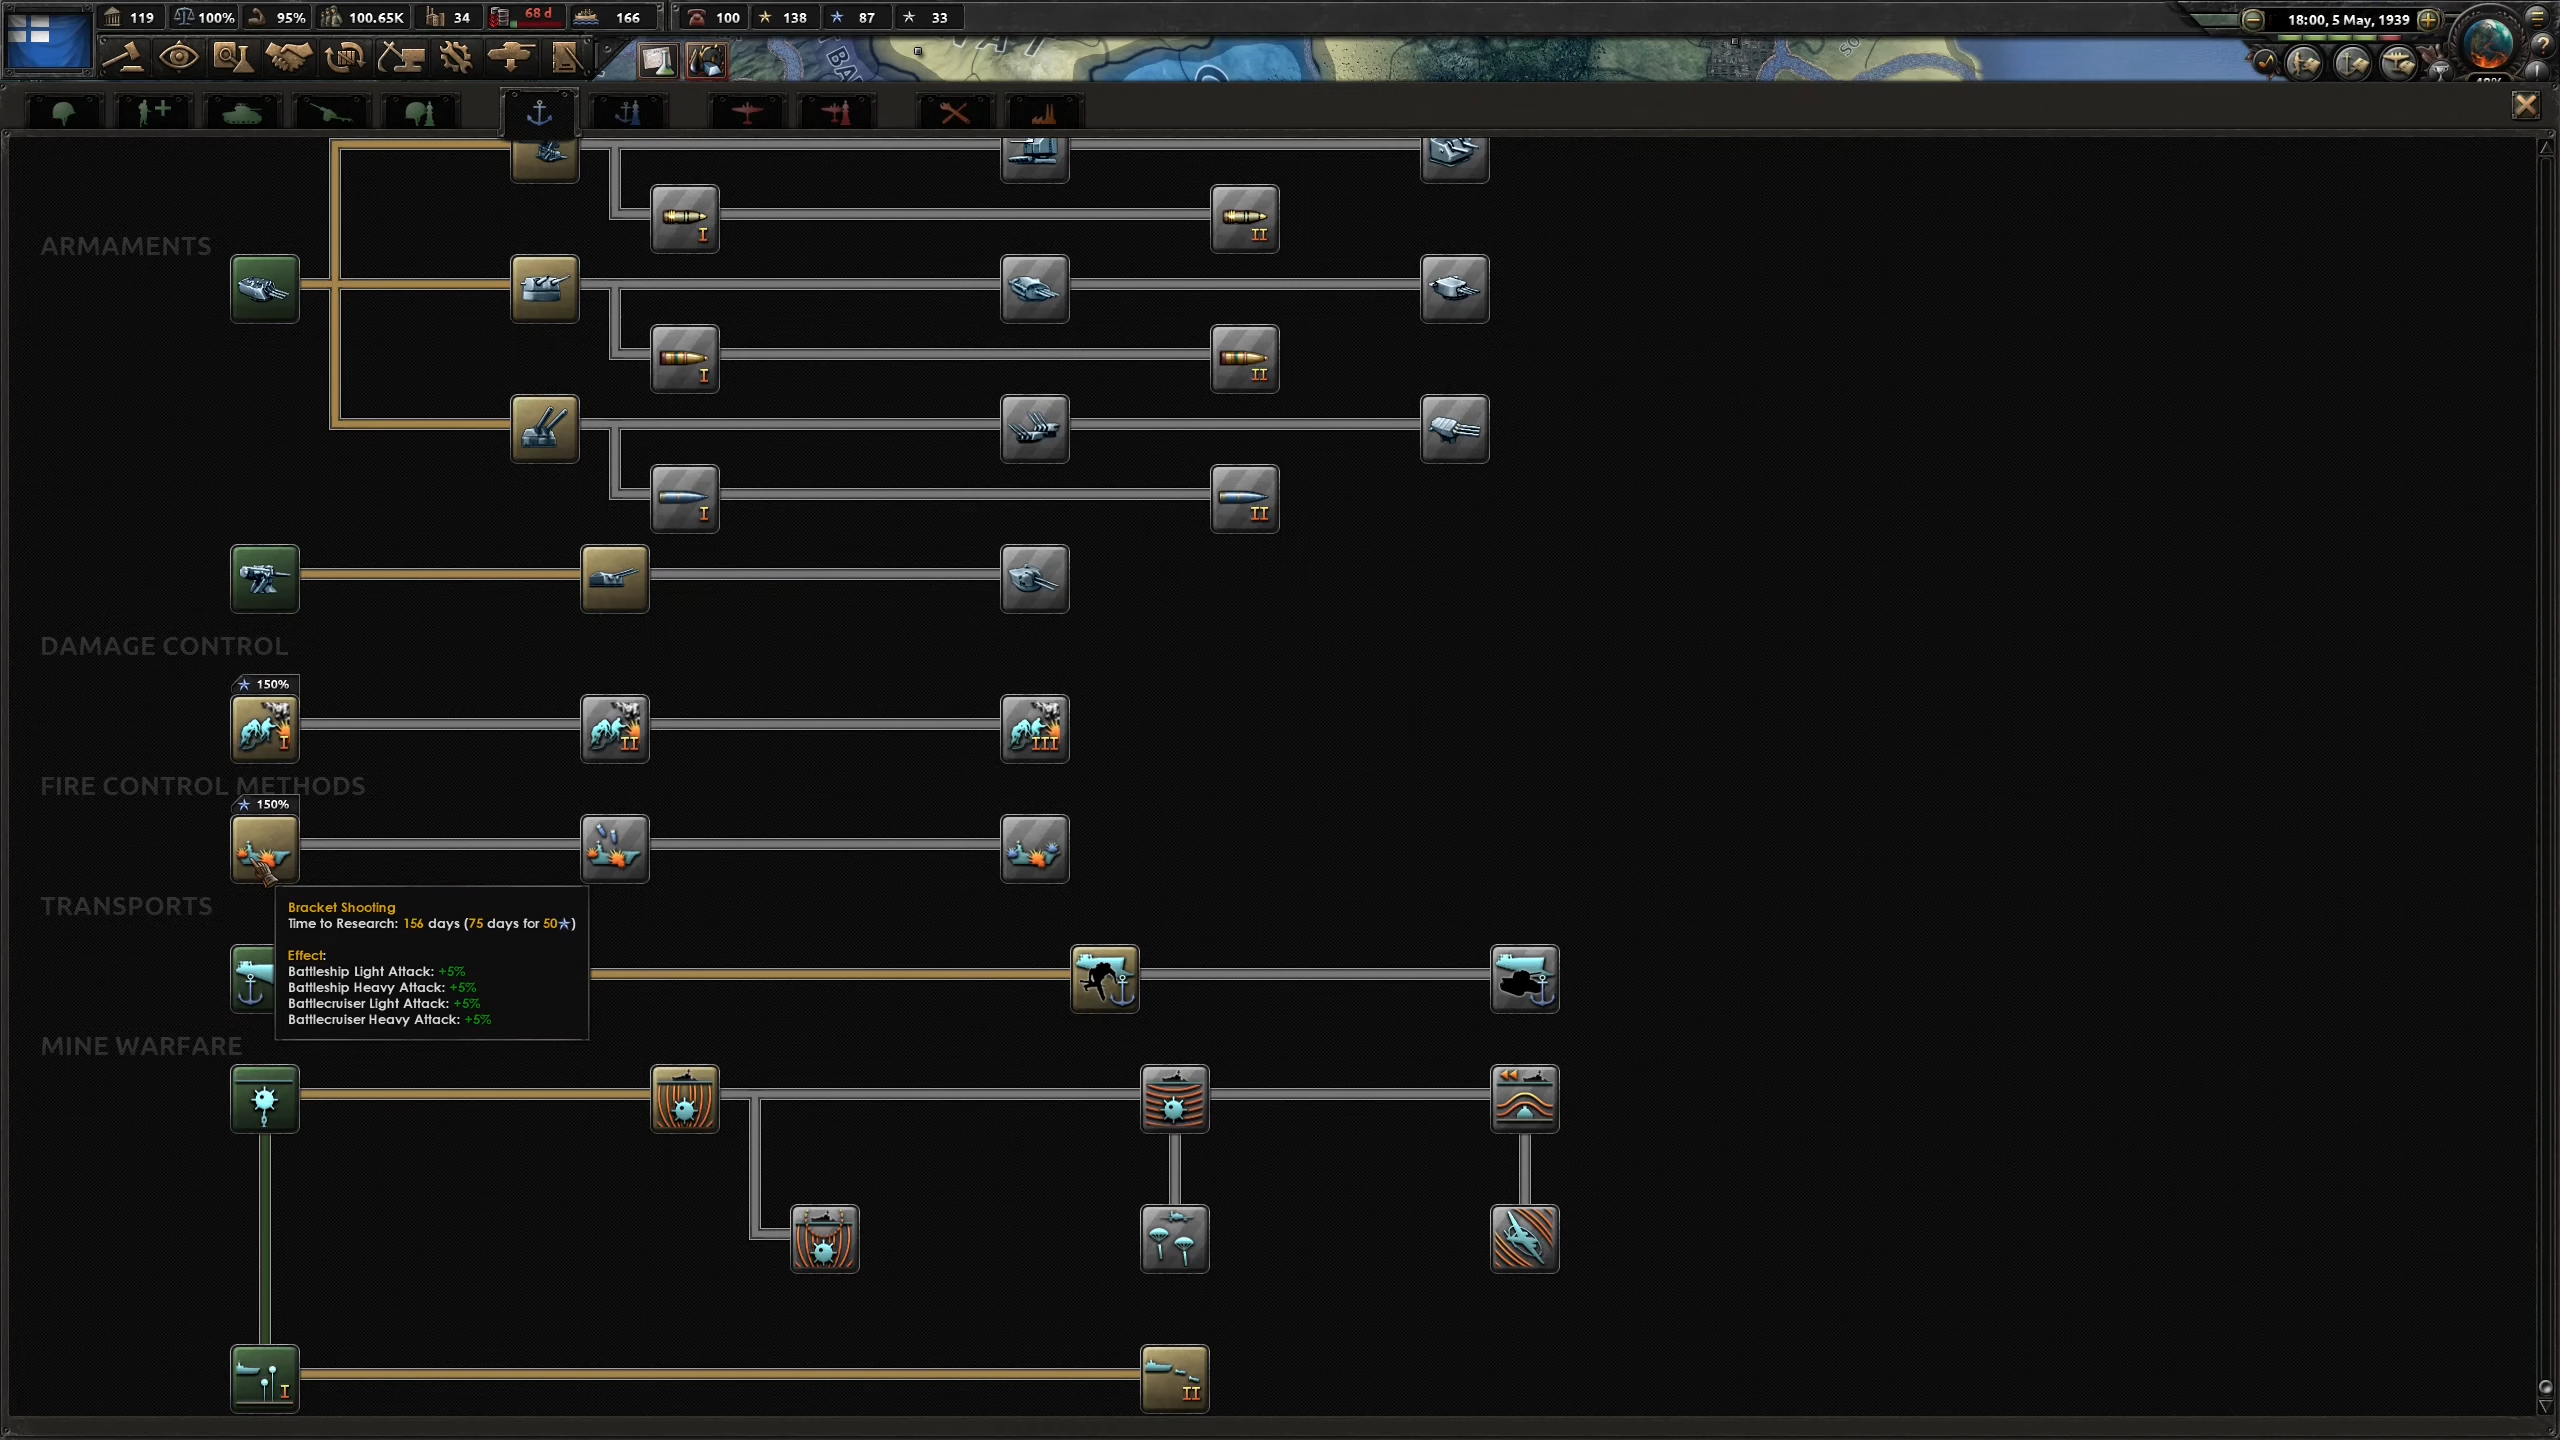 119 100% 95% 100.65K 34 68 d 166 100 138 87 33
18:00, 5 May, 1939
ARMAMENTS
I
II
I
II
I
II
DAMAGE CONTROL
150%
I
II
III
FIRE CONTROL METHODS
150%
TRANSPORTS
Bracket Shooting
Time to Research: 156 days (75 days for 50)
Effect:
Battleship Light Attack: +5%
Battleship Heavy Attack: +5%
Battlecruiser Light Attack: +5%
Battlecruiser Heavy Attack: +5%
MINE WARFARE
I
II